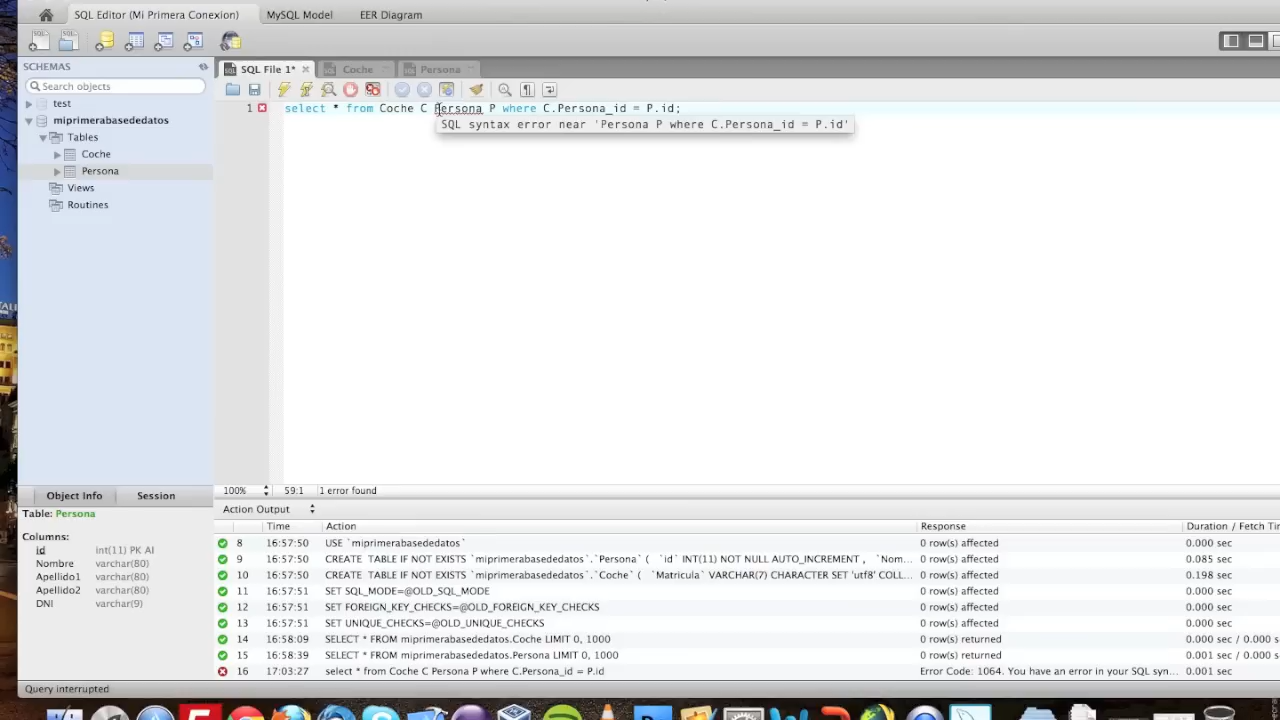 SQL Editor (Mi Primera Conexion) MySQL Model EER Diagram
SCHEMAS
Search objects
test
miprimerabasededatos
Tables
Coche
Persona
Views
Routines
SQL File 1* Coche Persona
1 select * from Coche C Persona P where C.Persona_id = P.id;
SQL syntax error near 'Persona P where C.Persona_id = P.id'
100% 59:1 1 error found
Object Info Session
Table: Persona
Columns:
id int(11) PK AI
Nombre varchar(80)
Apellido1 varchar(80)
Apellido2 varchar(80)
DNI varchar(9)
Action Output
Time Action Response Duration / Fetch Tim
8 16:57:50 USE `miprimerabasededatos` 0 row(s) affected 0.000 sec
9 16:57:50 CREATE TABLE IF NOT EXISTS `miprimerabasededatos`.`Persona` ( `id` INT(11) NOT NULL AUTO_INCREMENT , `Nom... 0 row(s) affected 0.085 sec
10 16:57:50 CREATE TABLE IF NOT EXISTS `miprimerabasededatos`.`Coche` ( `Matricula` VARCHAR(7) CHARACTER SET 'utf8' COLL... 0 row(s) affected 0.198 sec
11 16:57:51 SET SQL_MODE=@OLD_SQL_MODE 0 row(s) affected 0.000 sec
12 16:57:51 SET FOREIGN_KEY_CHECKS=@OLD_FOREIGN_KEY_CHECKS 0 row(s) affected 0.000 sec
13 16:57:51 SET UNIQUE_CHECKS=@OLD_UNIQUE_CHECKS 0 row(s) affected 0.000 sec
14 16:58:09 SELECT * FROM miprimerabasededatos.Coche LIMIT 0, 1000 0 row(s) returned 0.000 sec / 0.000 sec
15 16:58:39 SELECT * FROM miprimerabasededatos.Persona LIMIT 0, 1000 0 row(s) returned 0.001 sec / 0.000 sec
16 17:03:27 select * from Coche C Persona P where C.Persona_id = P.id Error Code: 1064. You have an error in your SQL syn... 0.001 sec
Query interrupted